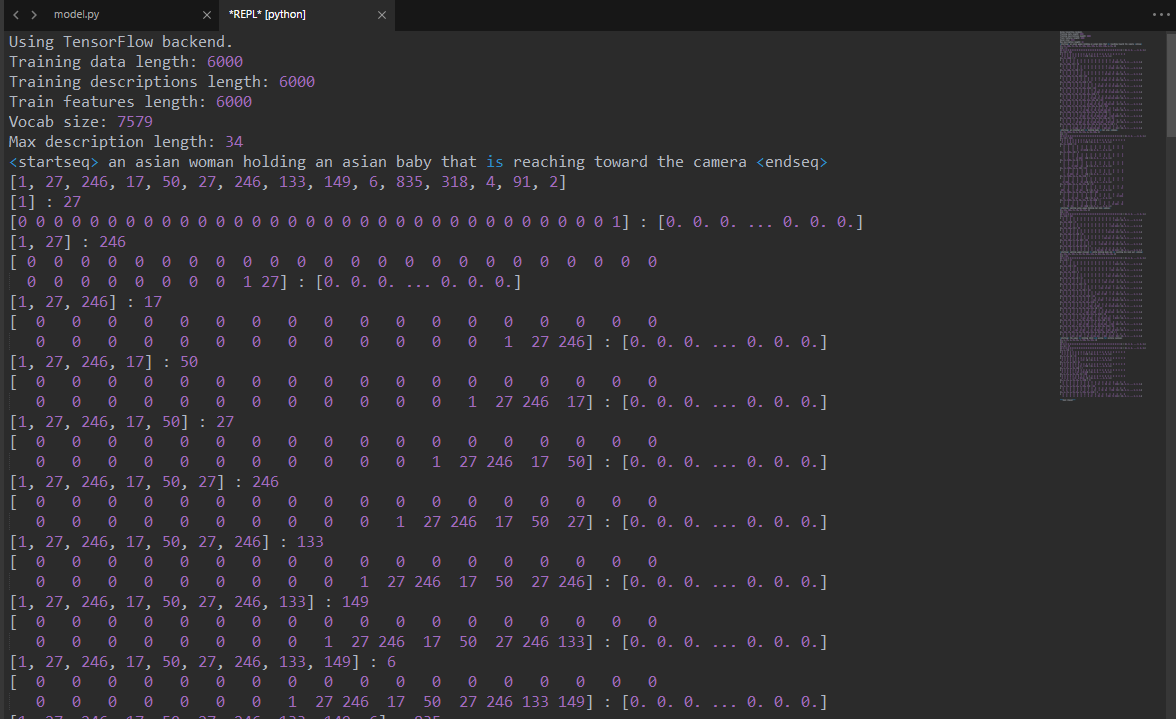 model.py
*REPL* [python]
Using TensorFlow backend.
Training data length: 6000
Training descriptions length: 6000
Train features length: 6000
Vocab size: 7579
Max description length: 34
<startseq> an asian woman holding an asian baby that is reaching toward the camera <endseq>
[1, 27, 246, 17, 50, 27, 246, 133, 149, 6, 835, 318, 4, 91, 2]
[1] : 27
[0 0 0 0 0 0 0 0 0 0 0 0 0 0 0 0 0 0 0 0 0 0 0 0 0 0 0 0 0 0 0 0 0 1] : [0. 0. 0. ... 0. 0. 0.]
[1, 27] : 246
[ 0 0 0 0 0 0 0 0 0 0 0 0 0 0 0 0 0 0 0 0 0 0 0 0
0 0 0 0 0 0 0 0 1 27] : [0. 0. 0. ... 0. 0. 0.]
[1, 27, 246] : 17
[ 0 0 0 0 0 0 0 0 0 0 0 0 0 0 0 0 0 0
0 0 0 0 0 0 0 0 0 0 0 0 0 1 27 246] : [0. 0. 0. ... 0. 0. 0.]
[1, 27, 246, 17] : 50
[ 0 0 0 0 0 0 0 0 0 0 0 0 0 0 0 0 0 0
0 0 0 0 0 0 0 0 0 0 0 0 1 27 246 17] : [0. 0. 0. ... 0. 0. 0.]
[1, 27, 246, 17, 50] : 27
[ 0 0 0 0 0 0 0 0 0 0 0 0 0 0 0 0 0 0
0 0 0 0 0 0 0 0 0 0 0 1 27 246 17 50] : [0. 0. 0. ... 0. 0. 0.]
[1, 27, 246, 17, 50, 27] : 246
[ 0 0 0 0 0 0 0 0 0 0 0 0 0 0 0 0 0 0
0 0 0 0 0 0 0 0 0 0 1 27 246 17 50 27] : [0. 0. 0. ... 0. 0. 0.]
[1, 27, 246, 17, 50, 27, 246] : 133
[ 0 0 0 0 0 0 0 0 0 0 0 0 0 0 0 0 0 0
0 0 0 0 0 0 0 0 0 1 27 246 17 50 27 246] : [0. 0. 0. ... 0. 0. 0.]
[1, 27, 246, 17, 50, 27, 246, 133] : 149
[ 0 0 0 0 0 0 0 0 0 0 0 0 0 0 0 0 0 0
0 0 0 0 0 0 0 0 1 27 246 17 50 27 246 133] : [0. 0. 0. ... 0. 0. 0.]
[1, 27, 246, 17, 50, 27, 246, 133, 149] : 6
[ 0 0 0 0 0 0 0 0 0 0 0 0 0 0 0 0 0 0
0 0 0 0 0 0 0 1 27 246 17 50 27 246 133 149] : [0. 0. 0. ... 0. 0. 0.]
[1, 27, 246, 17, 50, 27, 246, 133, 149, 6] : 835